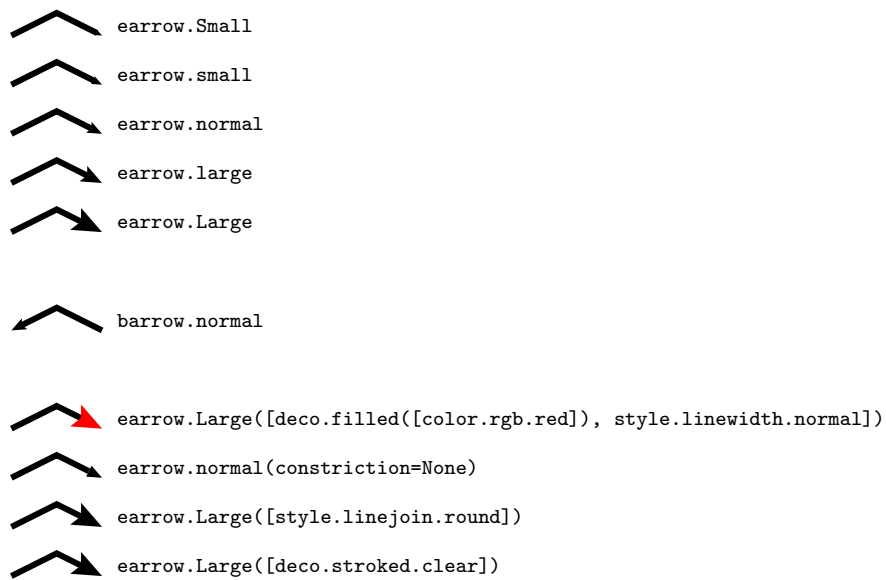 earrow.Small
earrow.small
earrow.normal
earrow.large
earrow.Large
barrow.normal
earrow.Large([deco.filled([color.rgb.red]), style.linewidth.normal])
earrow.normal(constriction=None)
earrow.Large([style.linejoin.round])
earrow.Large([deco.stroked.clear])